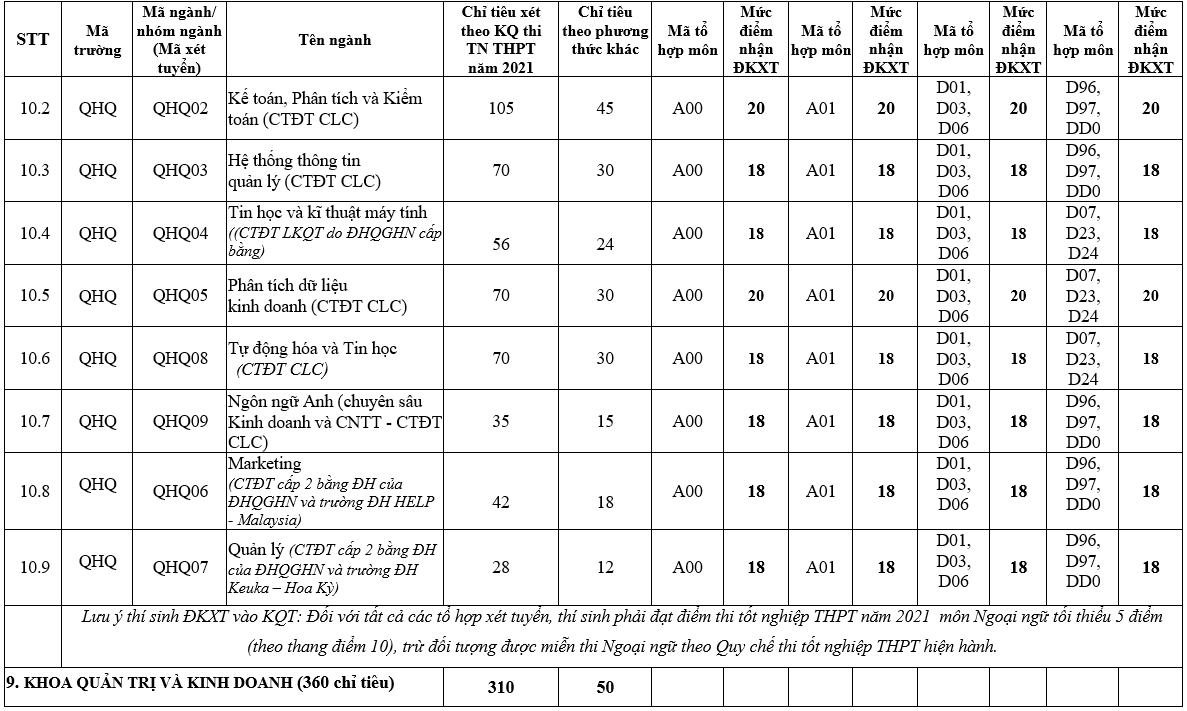 STT
Mã
trường
Mã ngành/
nhóm ngành
(Mã xét
tuyển)
Tên ngành
Chỉ tiêu xét
theo KQ thi
TN THPT
năm 2021
Chỉ tiêu
theo phương
thức khác
Mã tổ
hợp môn
Mức
điểm
nhận
ĐKXT
Mã tổ
hợp môn
Mức
điểm
nhận
ĐKXT
Mã tổ
hợp môn
Mức
điểm
nhận
ĐKXT
Mã tổ
hợp môn
Mức
điểm
nhận
ĐKXT
10.2
QHQ
QHQ02
Kế toán, Phân tích và Kiểm
toán (CTĐT CLC)
105
45
A00
20
A01
20
D01,
D03,
D06
20
D96,
D97,
DD0
20
10.3
QHQ
QHQ03
Hệ thống thông tin
quản lý (CTĐT CLC)
70
30
A00
18
A01
18
D01,
D03,
D06
18
D96,
D97,
DD0
18
10.4
QHQ
QHQ04
Tin học và kĩ thuật máy tính
((CTĐT LKQT do ĐHQGHN cấp
bằng)
56
24
A00
18
A01
18
D01,
D03,
D06
18
D07,
D23,
D24
18
10.5
QHQ
QHQ05
Phân tích dữ liệu
kinh doanh (CTĐT CLC)
70
30
A00
20
A01
20
D01,
D03,
D06
20
D07,
D23,
D24
20
10.6
QHQ
QHQ08
Tự động hóa và Tin học
(CTĐT CLC)
70
30
A00
18
A01
18
D01,
D03,
D06
18
D07,
D23,
D24
18
10.7
QHQ
QHQ09
Ngôn ngữ Anh (chuyên sâu
Kinh doanh và CNTT - CTĐT
CLC)
35
15
A00
18
A01
18
D01,
D03,
D06
18
D96,
D97,
DD0
18
10.8
QHQ
QHQ06
Marketing
(CTĐT cấp 2 bằng ĐH của
ĐHQGHN và trường ĐH HELP
- Malaysia)
42
18
A00
18
A01
18
D01,
D03,
D06
18
D96,
D97,
DD0
18
10.9
QHQ
QHQ07
Quản lý (CTĐT cấp 2 bằng ĐH
của ĐHQGHN và trường ĐH
Keuka – Hoa Kỳ)
28
12
A00
18
A01
18
D01,
D03,
D06
18
D96,
D97,
DD0
18
Lưu ý thí sinh ĐKXT vào KQT: Đối với tất cả các tổ hợp xét tuyển, thí sinh phải đạt điểm thi tốt nghiệp THPT năm 2021 môn Ngoại ngữ tối thiểu 5 điểm
(theo thang điểm 10), trừ đối tượng được miễn thi Ngoại ngữ theo Quy chế thi tốt nghiệp THPT hiện hành.
9. KHOA QUẢN TRỊ VÀ KINH DOANH (360 chỉ tiêu)
310
50